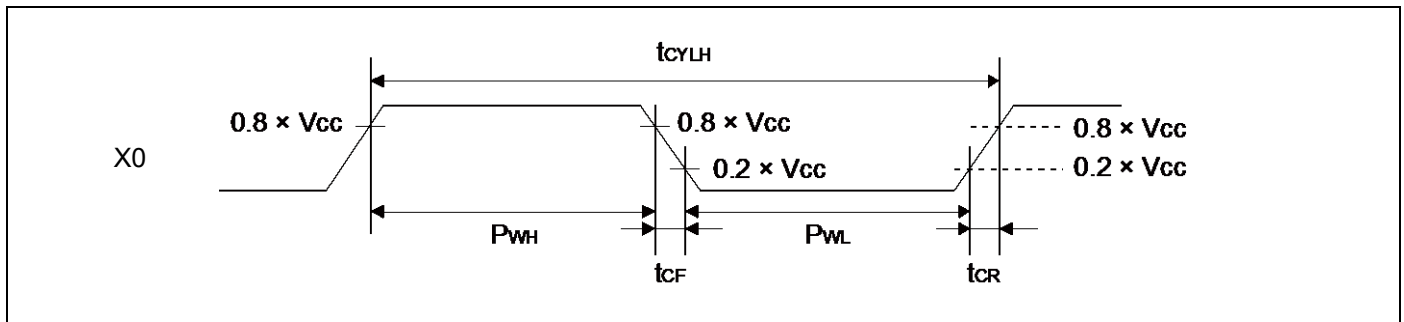 tCYLH
0.8 × Vcc
0.8 × Vcc
0.8 × Vcc
X0
0.2 × Vcc
0.2 × Vcc
PWH
PWL
tCF
tCR